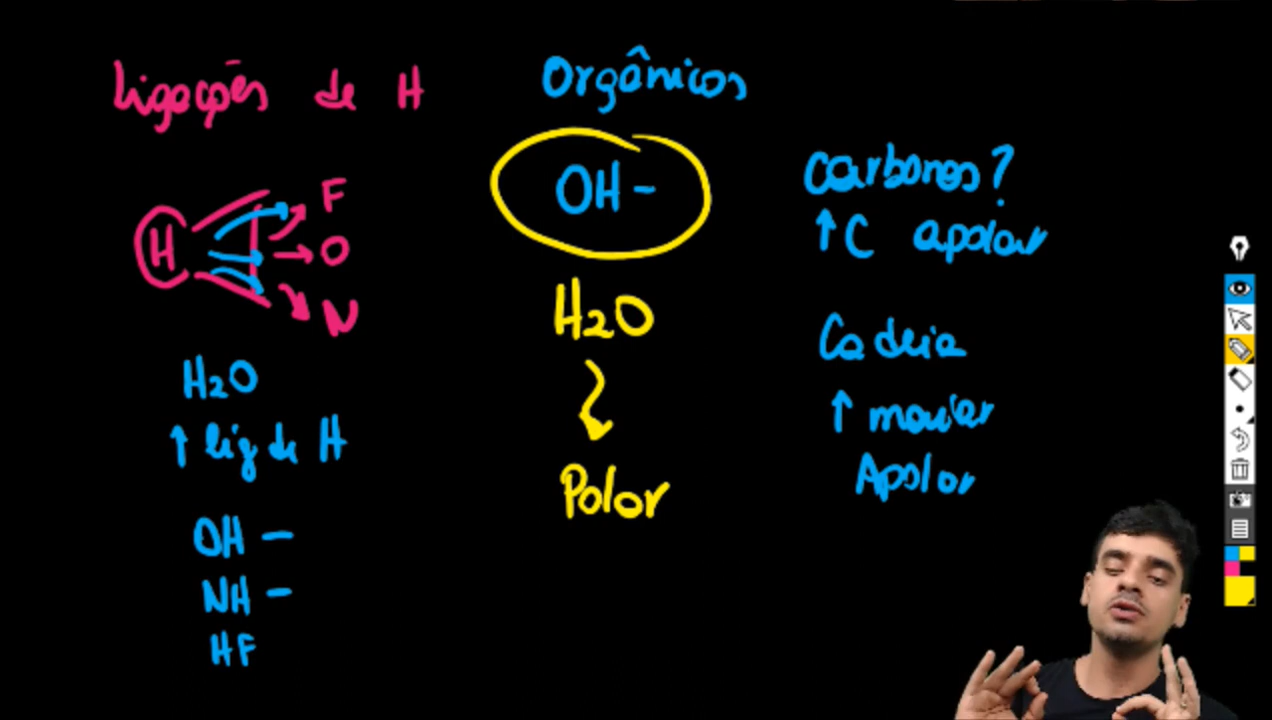 Ligações de H
H
F
O
N
H2O
↑ lig de H
OH -
NH -
HF
Orgânicos
OH -
H2O
Polar
Carbonos?
↑ C apolar
Cadeia
↑ maior
Apolar